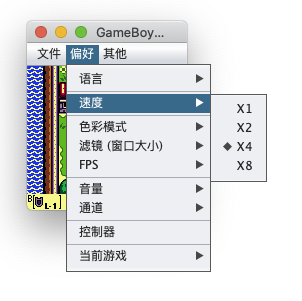 GameBoy...
文件 偏好 其他
语言
速度
X1
X2
X4
X8
色彩模式
滤镜 (窗口大小)
FPS
音量
通道
控制器
当前游戏
L-1